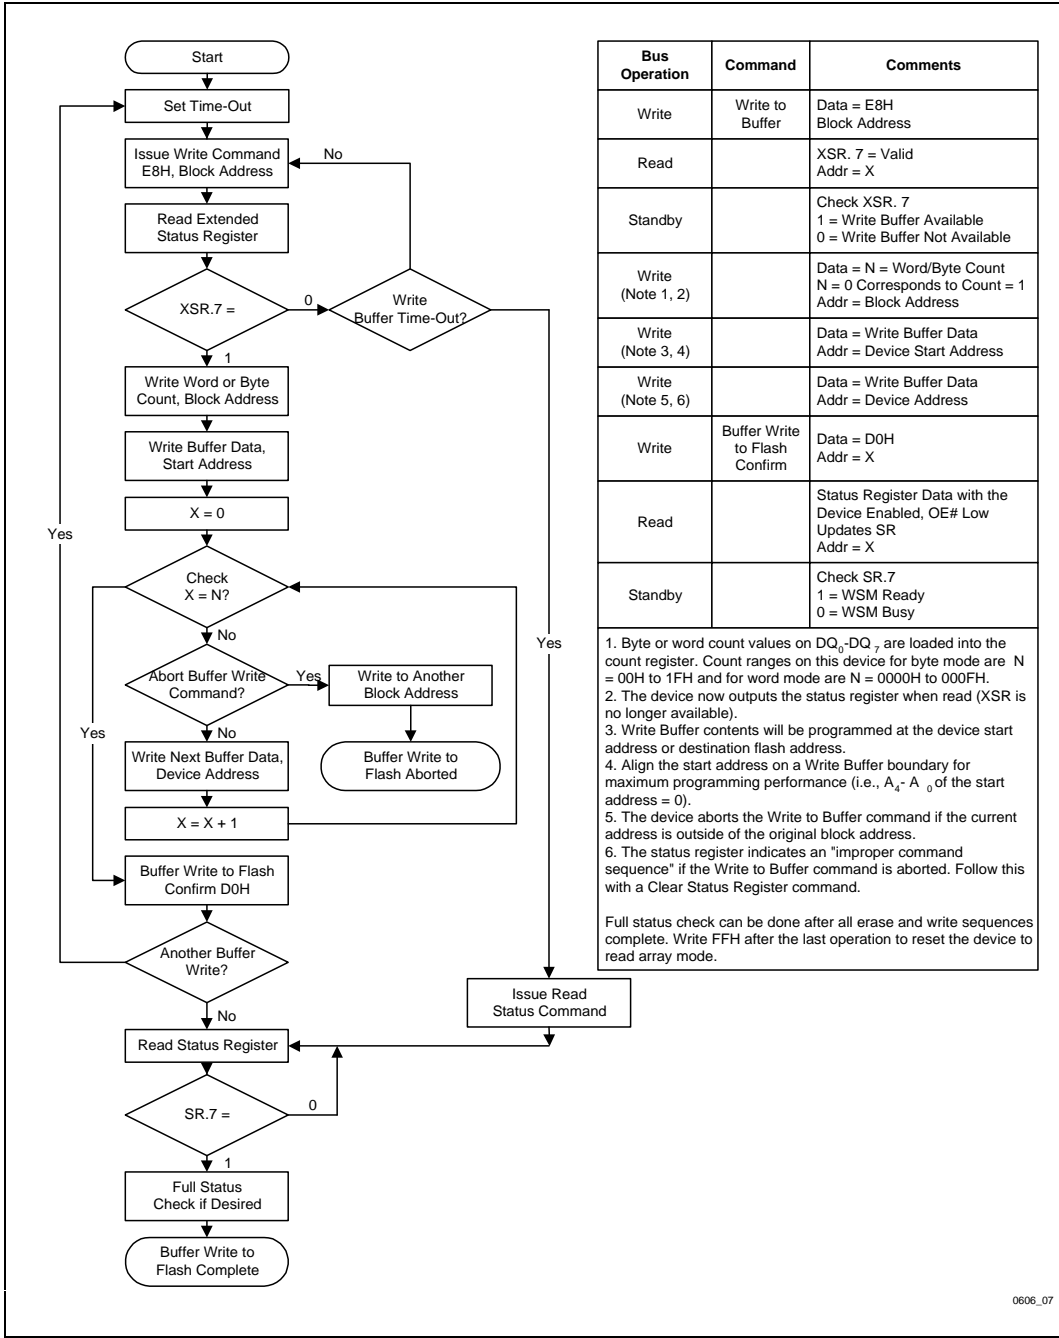 Start
Set Time-Out
Issue Write Command
E8H, Block Address
No
Read Extended
Status Register
XSR.7 =
0
Write
Buffer Time-Out?
1
Write Word or Byte
Count, Block Address
Write Buffer Data,
Start Address
X = 0
Yes
Check
X = N?
No
Yes
Abort Buffer Write
Command?
Yes
Write to Another
Block Address
Yes
No
Write Next Buffer Data,
Device Address
Buffer Write to
Flash Aborted
X = X + 1
Buffer Write to Flash
Confirm D0H
Another Buffer
Write?
No
Issue Read
Status Command
Read Status Register
SR.7 =
0
1
Full Status
Check if Desired
Buffer Write to
Flash Complete
Bus
Operation
Command
Comments
Write
Write to
Buffer
Data = E8H
Block Address
Read
XSR. 7 = Valid
Addr = X
Standby
Check XSR. 7
1 = Write Buffer Available
0 = Write Buffer Not Available
Write
(Note 1, 2)
Data = N = Word/Byte Count
N = 0 Corresponds to Count = 1
Addr = Block Address
Write
(Note 3, 4)
Data = Write Buffer Data
Addr = Device Start Address
Write
(Note 5, 6)
Data = Write Buffer Data
Addr = Device Address
Write
Buffer Write
to Flash
Confirm
Data = D0H
Addr = X
Read
Status Register Data with the
Device Enabled, OE# Low
Updates SR
Addr = X
Standby
Check SR.7
1 = WSM Ready
0 = WSM Busy
1. Byte or word count values on DQ0-DQ7 are loaded into the
count register. Count ranges on this device for byte mode are N
= 00H to 1FH and for word mode are N = 0000H to 000FH.
2. The device now outputs the status register when read (XSR is
no longer available).
3. Write Buffer contents will be programmed at the device start
address or destination flash address.
4. Align the start address on a Write Buffer boundary for
maximum programming performance (i.e., A4- A0 of the start
address = 0).
5. The device aborts the Write to Buffer command if the current
address is outside of the original block address.
6. The status register indicates an "improper command
sequence" if the Write to Buffer command is aborted. Follow this
with a Clear Status Register command.
Full status check can be done after all erase and write sequences
complete. Write FFH after the last operation to reset the device to
read array mode.
0606_07